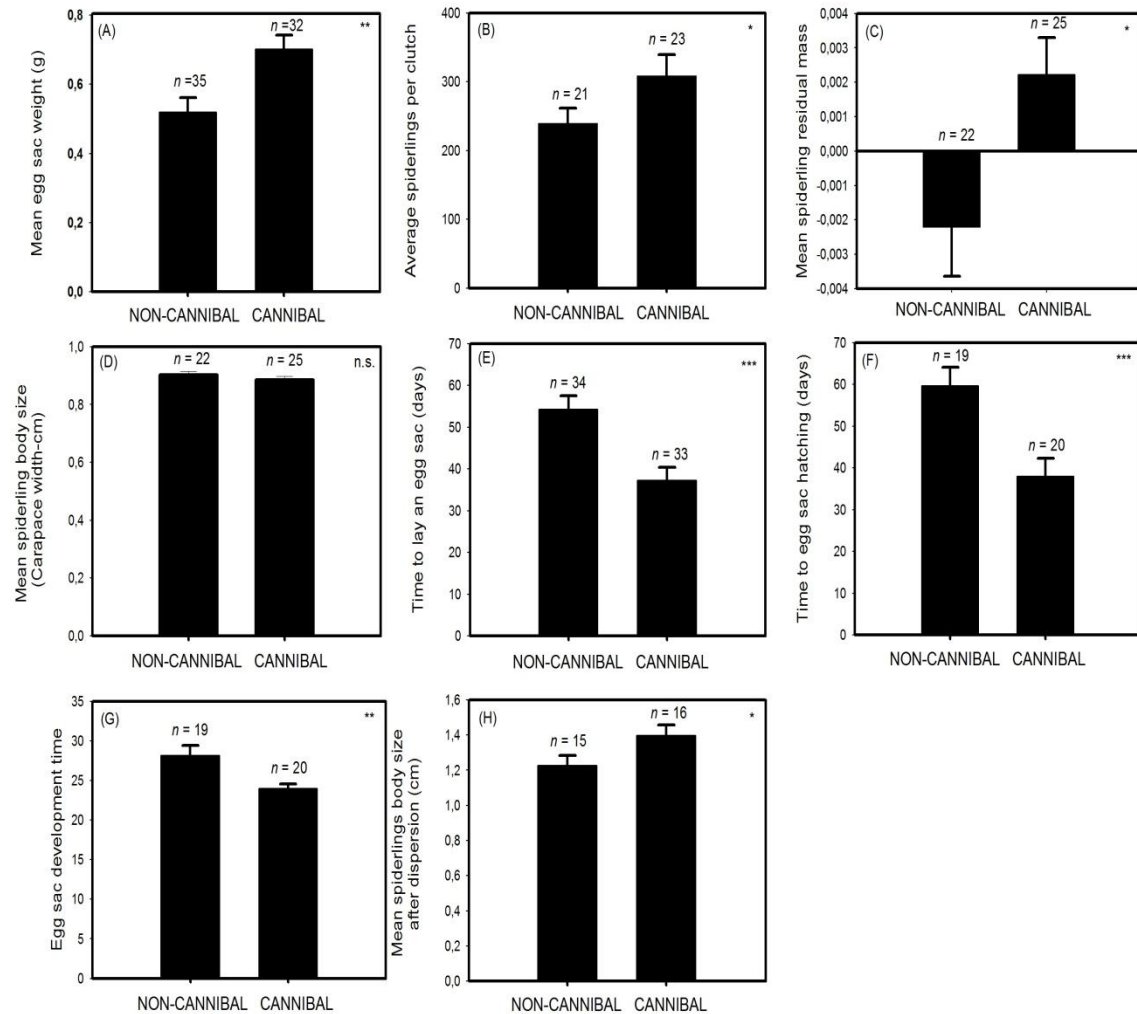 (A)
**
Mean egg sac weight (g)
0,8
0,6
0,4
0,2
0,0
n =35
n=32
NON-CANNIBAL CANNIBAL
(B)
*
Average spiderlings per clutch
400
300
200
100
0
n = 21
n = 23
NON-CANNIBAL CANNIBAL
(C)
*
Mean spiderling residual mass
0,004
0,003
0,002
0,001
0,000
-0,001
-0,002
-0,003
-0,004
n = 22
n = 25
NON-CANNIBAL CANNIBAL
(D)
n.s.
Mean spiderling body size
(Carapace width-cm)
1,0
0,8
0,6
0,4
0,2
0,0
n = 22
n = 25
NON-CANNIBAL CANNIBAL
(E)
***
Time to lay an egg sac (days)
70
60
50
40
30
20
10
0
n = 34
n = 33
NON-CANNIBAL CANNIBAL
(F)
***
Time to egg sac hatching (days)
70
60
50
40
30
20
10
0
n = 19
n = 20
NON-CANNIBAL CANNIBAL
(G)
**
Egg sac development time
35
30
25
20
15
10
5
0
n = 19
n = 20
NON-CANNIBAL CANNIBAL
(H)
*
Mean spiderlings body size
after dispersion (cm)
1,6
1,4
1,2
1,0
0,8
0,6
0,4
0,2
0,0
n = 15
n = 16
NON-CANNIBAL CANNIBAL